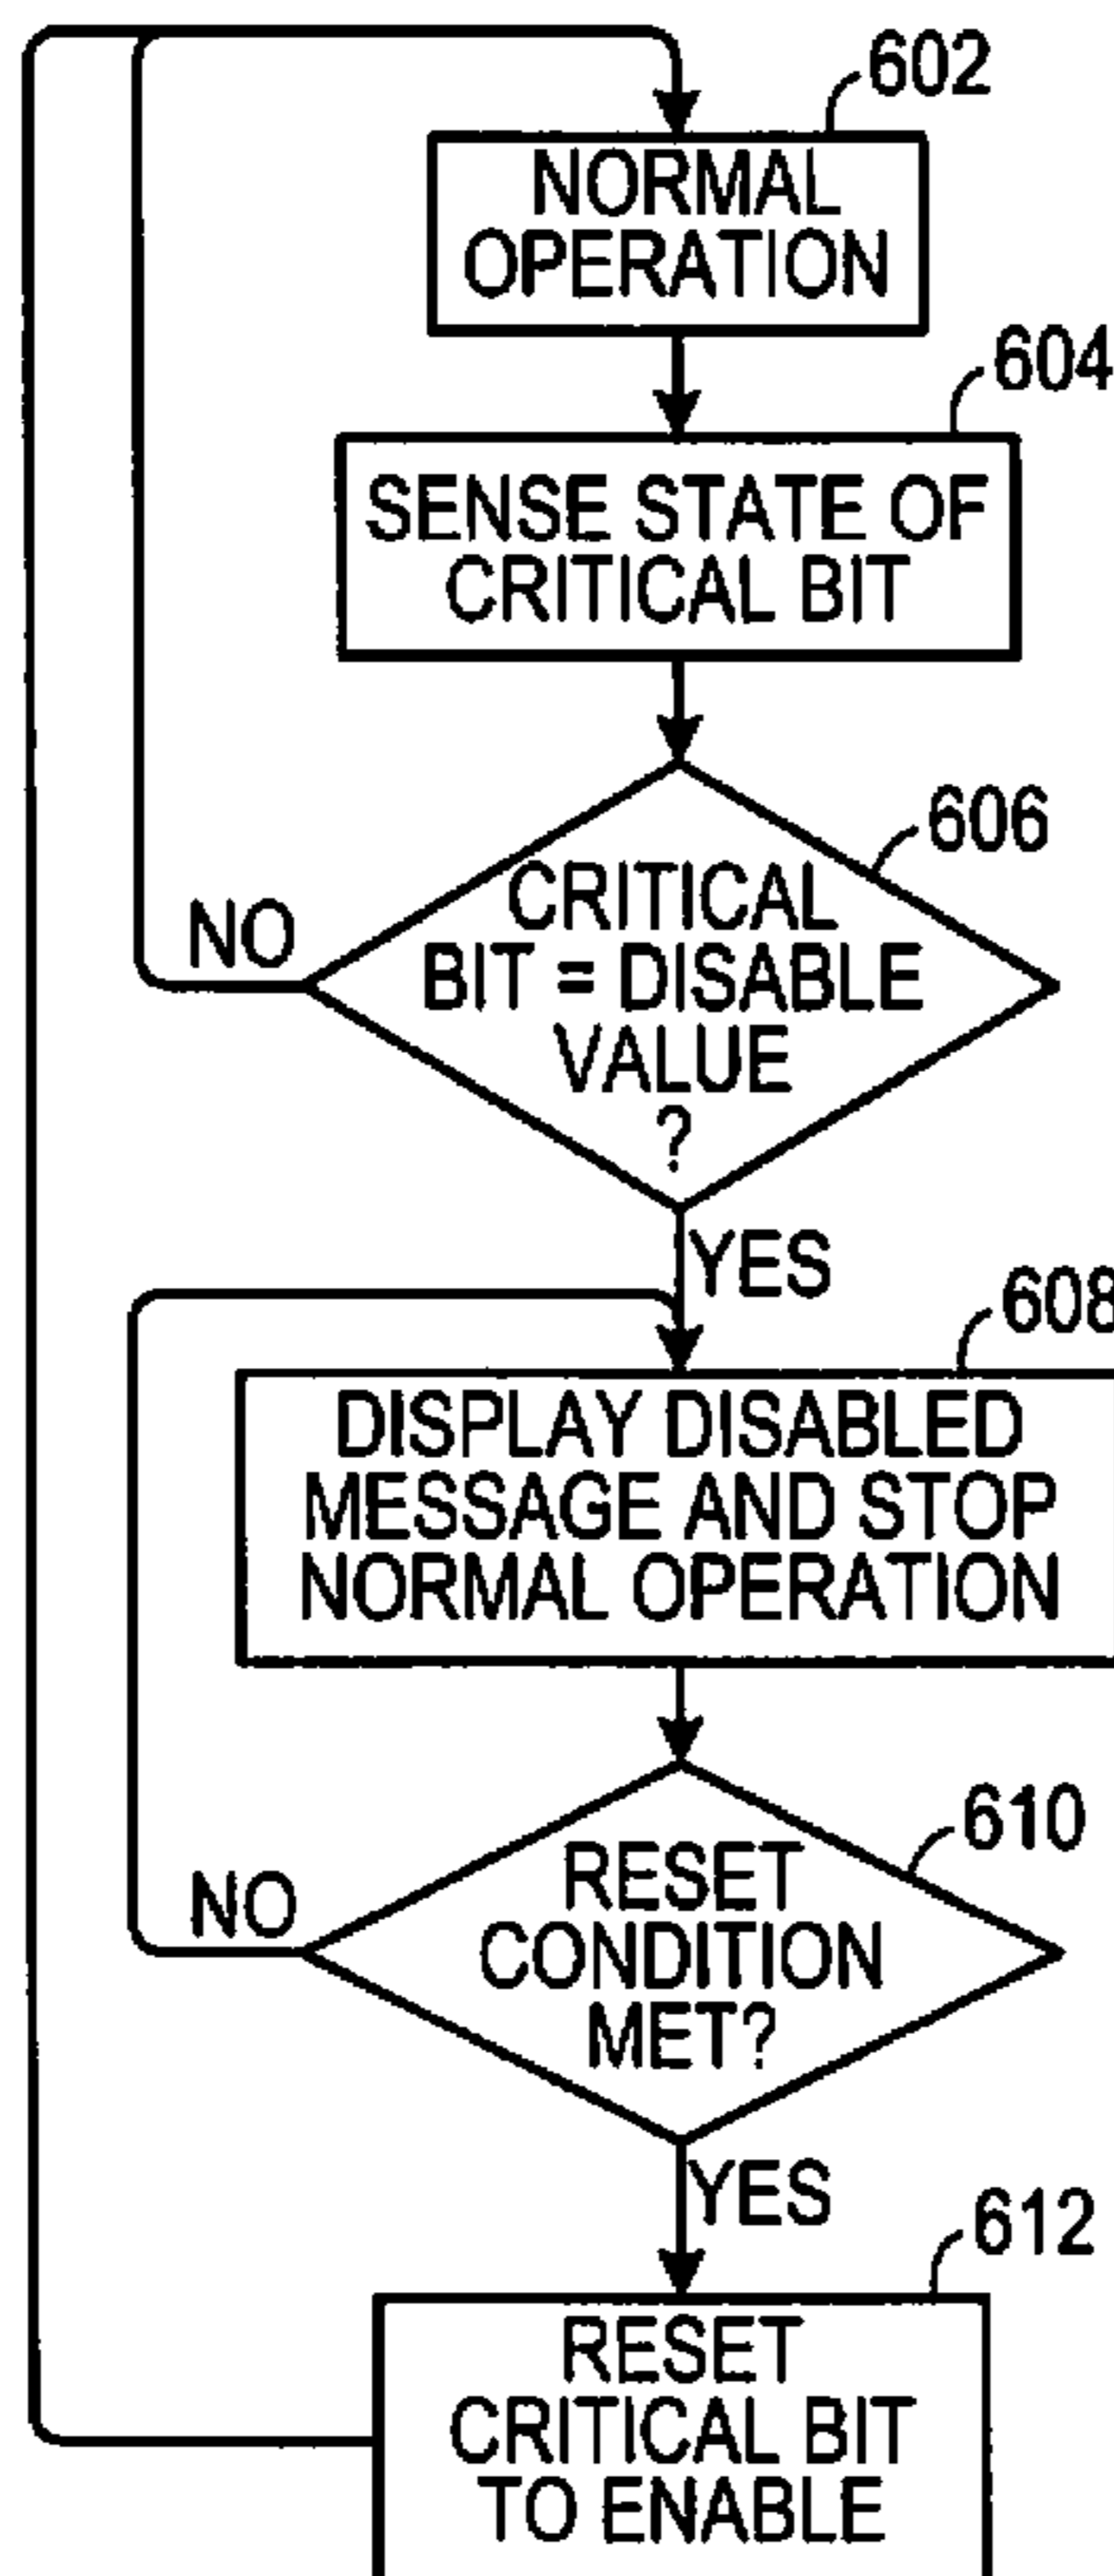 602
NORMAL
OPERATION
604
SENSE STATE OF
CRITICAL BIT
606
CRITICAL
BIT = DISABLE
VALUE
?
NO
YES
608
DISPLAY DISABLED
MESSAGE AND STOP
NORMAL OPERATION
610
RESET
CONDITION
MET?
NO
YES
612
RESET
CRITICAL BIT
TO ENABLE